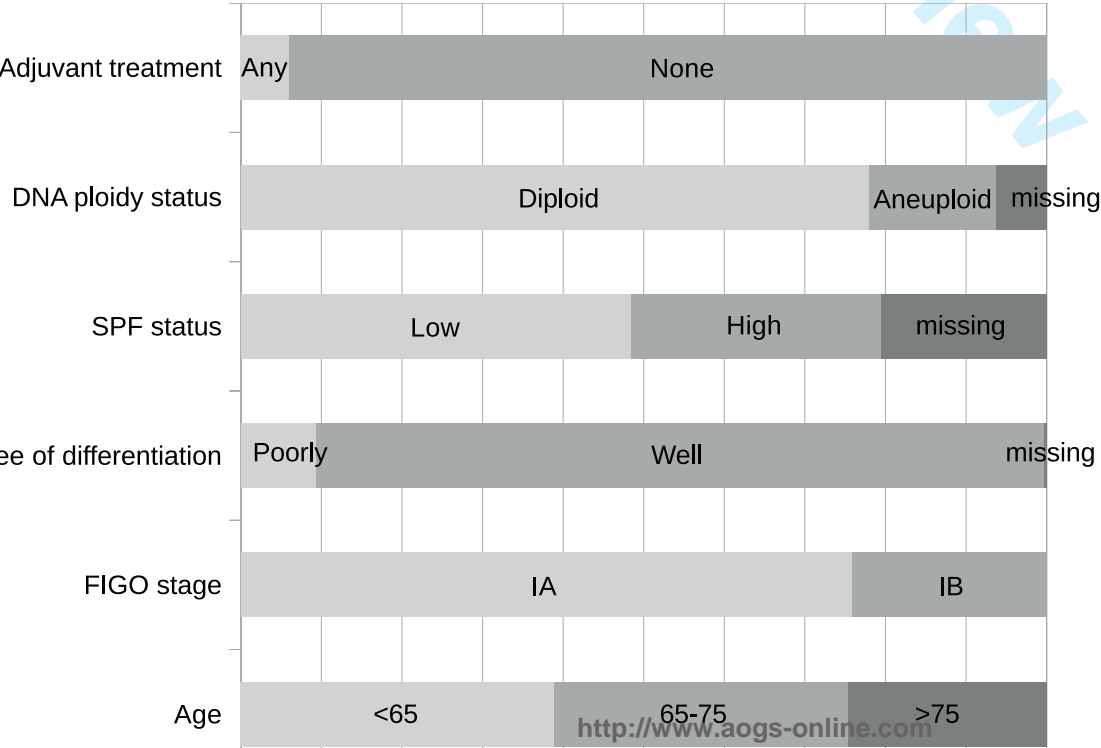 Adjuvant treatment Any None
DNA ploidy status Diploid Aneuploid missing
SPF status Low High missing
ee of differentiation Poorly Well missing
FIGO stage IA IB
Age <65 65-75 >75
http://www.aogs-online.com